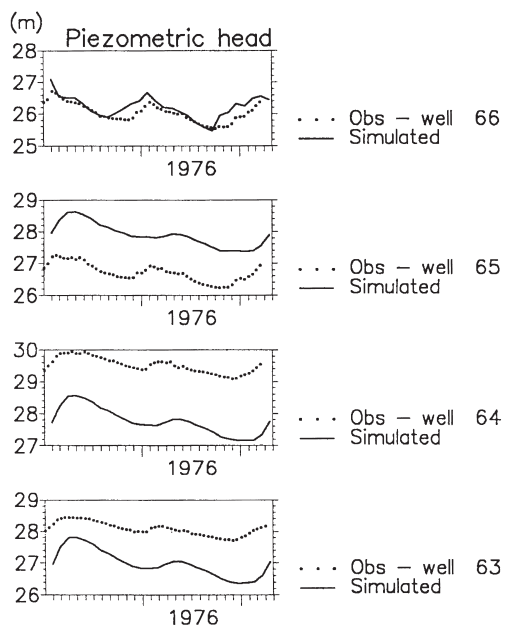 (m)
Piezometric head
28
27
26
25
1976
Obs - well 66
Simulated
29
28
27
26
1976
Obs - well 65
Simulated
30
29
28
27
1976
Obs - well 64
Simulated
29
28
27
26
1976
Obs - well 63
Simulated